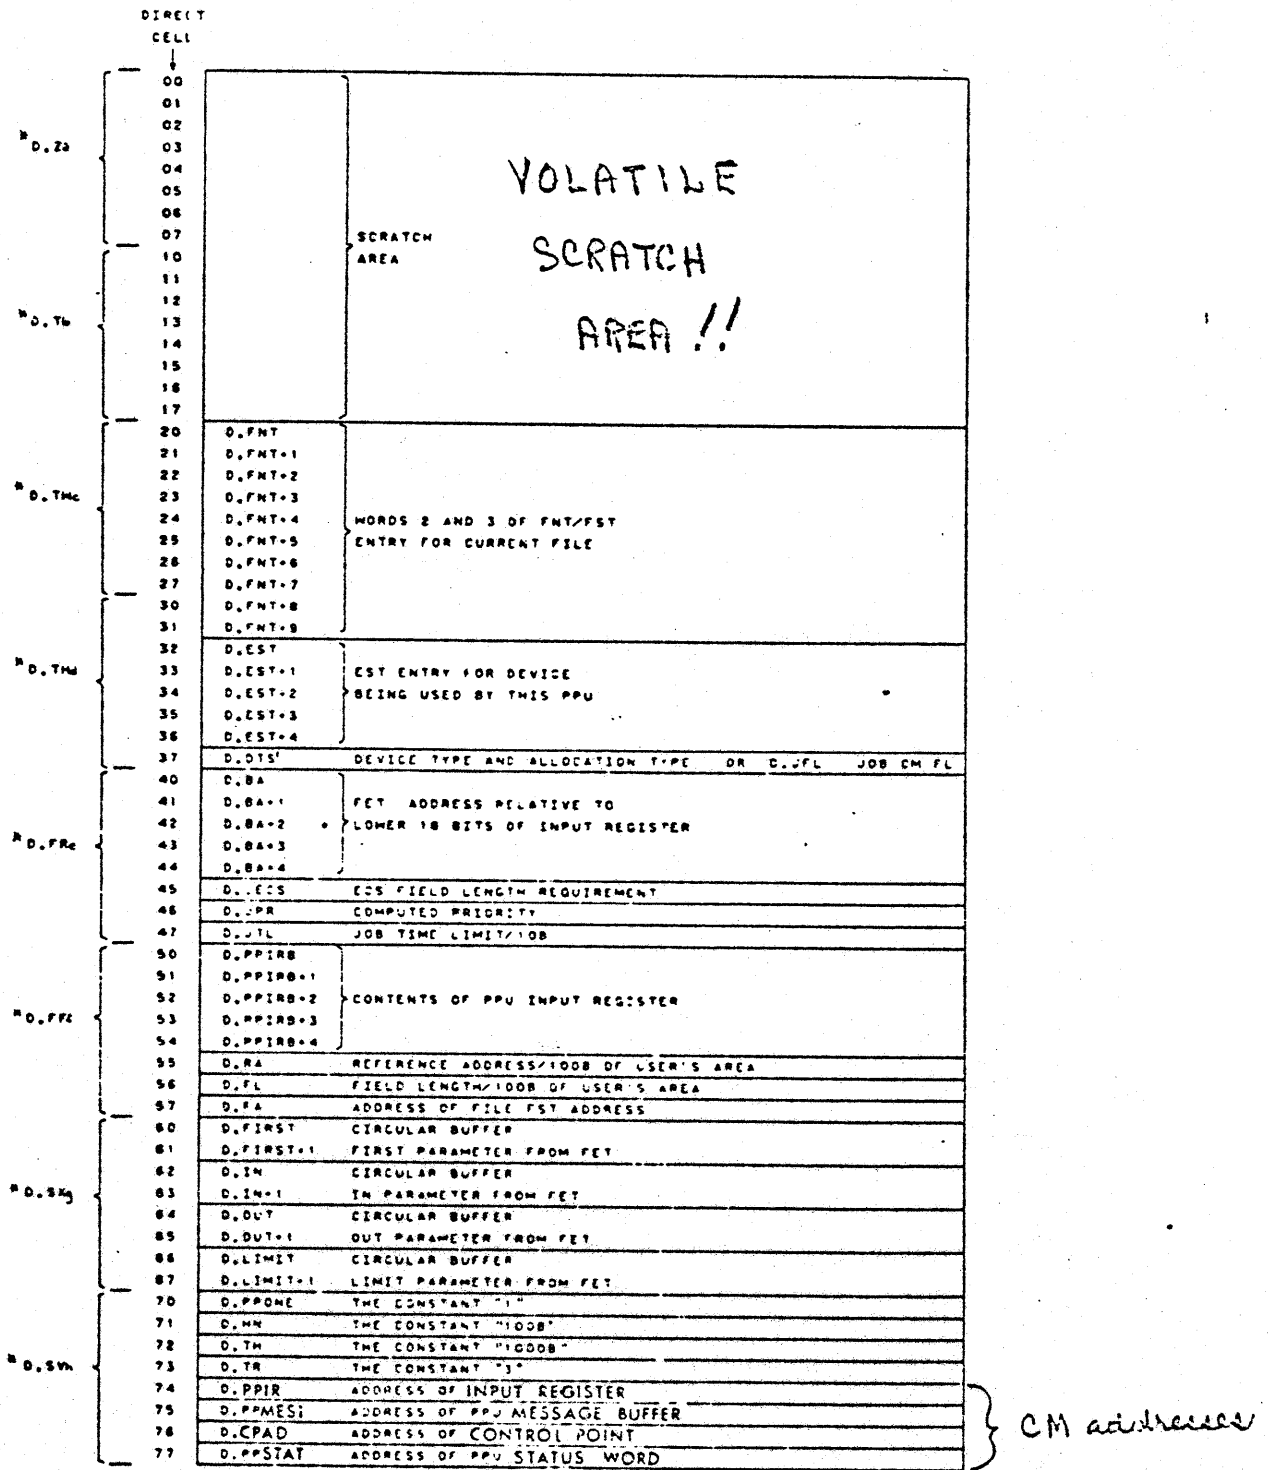 DIRECT
CELL
00
01
02
*D.Za 03
04
05
06
07 SCRATCH
10 AREA
11
12
*D.Tb 13
14
15
16
17
VOLATILE
SCRATCH
AREA !!
20 D.FNT
21 D.FNT+1
22 D.FNT+2
*D.THc 23 D.FNT+3
24 D.FNT+4 WORDS 2 AND 3 OF FNT/FST
25 D.FNT+5 ENTRY FOR CURRENT FILE
26 D.FNT+6
27 D.FNT+7
30 D.FNT+8
31 D.FNT+9
32 D.EST
*D.THd 33 D.EST+1 EST ENTRY FOR DEVICE
34 D.EST+2 BEING USED BY THIS PPU
35 D.EST+3
36 D.EST+4
37 D.DTS DEVICE TYPE AND ALLOCATION TYPE OR D.JFL JOB CM FL
40 D.BA
41 D.BA+1 FET ADDRESS RELATIVE TO
42 D.BA+2 LOWER 18 BITS OF INPUT REGISTER
*D.FRe 43 D.BA+3
44 D.BA+4
45 D.JECS ECS FIELD LENGTH REQUIREMENT
46 D.JPR COMPUTED PRIORITY
47 D.JTL JOB TIME LIMIT/10B
50 D.PPIRB
51 D.PPIRB+1
52 D.PPIRB+2 CONTENTS OF PPU INPUT REGISTER
*D.FFf 53 D.PPIRB+3
54 D.PPIRB+4
55 D.RA REFERENCE ADDRESS/100B OF USER'S AREA
56 D.FL FIELD LENGTH/100B OF USER'S AREA
57 D.FA ADDRESS OF FILE FST ADDRESS
60 D.FIRST CIRCULAR BUFFER
61 D.FIRST+1 FIRST PARAMETER FROM FET
62 D.IN CIRCULAR BUFFER
*D.SXg 63 D.IN+1 IN PARAMETER FROM FET
64 D.OUT CIRCULAR BUFFER
65 D.OUT+1 OUT PARAMETER FROM FET
66 D.LIMIT CIRCULAR BUFFER
67 D.LIMIT+1 LIMIT PARAMETER FROM FET
70 D.PPONE THE CONSTANT "1"
71 D.HN THE CONSTANT "100B"
72 D.TH THE CONSTANT "1000B"
*D.SVh 73 D.TR THE CONSTANT "3"
74 D.PPIR ADDRESS OF INPUT REGISTER
75 D.PPMES1 ADDRESS OF PPU MESSAGE BUFFER
76 D.CPAD ADDRESS OF CONTROL POINT
77 D.PPSTAT ADDRESS OF PPU STATUS WORD
CM addresses